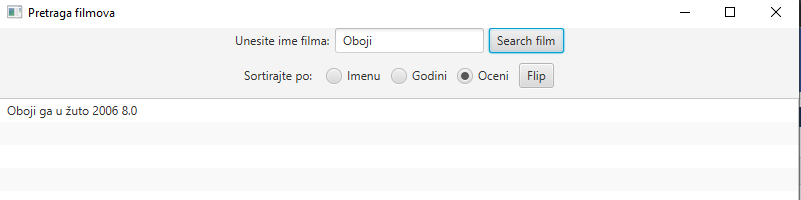 Pretraga filmova
Unesite ime filma: Oboji Search film
Sortirajte po: Imenu Godini Oceni Flip
Oboji ga u žuto 2006 8.0